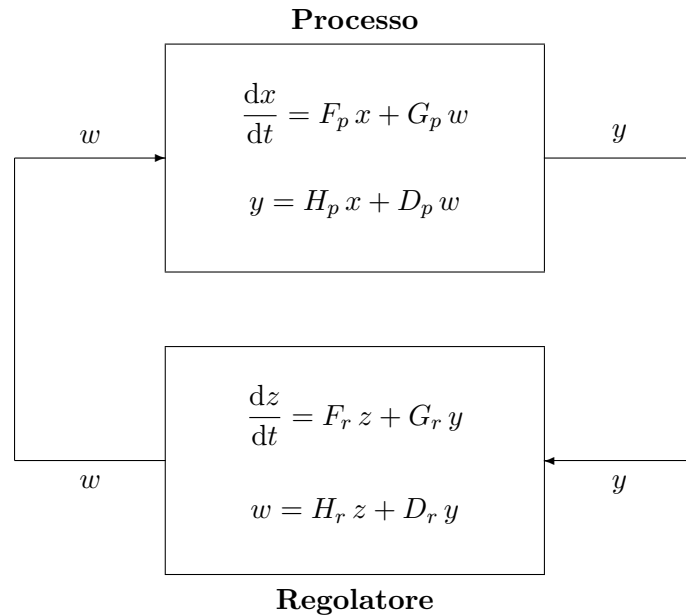 Processo
dx/dt = F_p x + G_p w
w
y
y = H_p x + D_p w
dz/dt = F_r z + G_r y
w
y
w = H_r z + D_r y
Regolatore